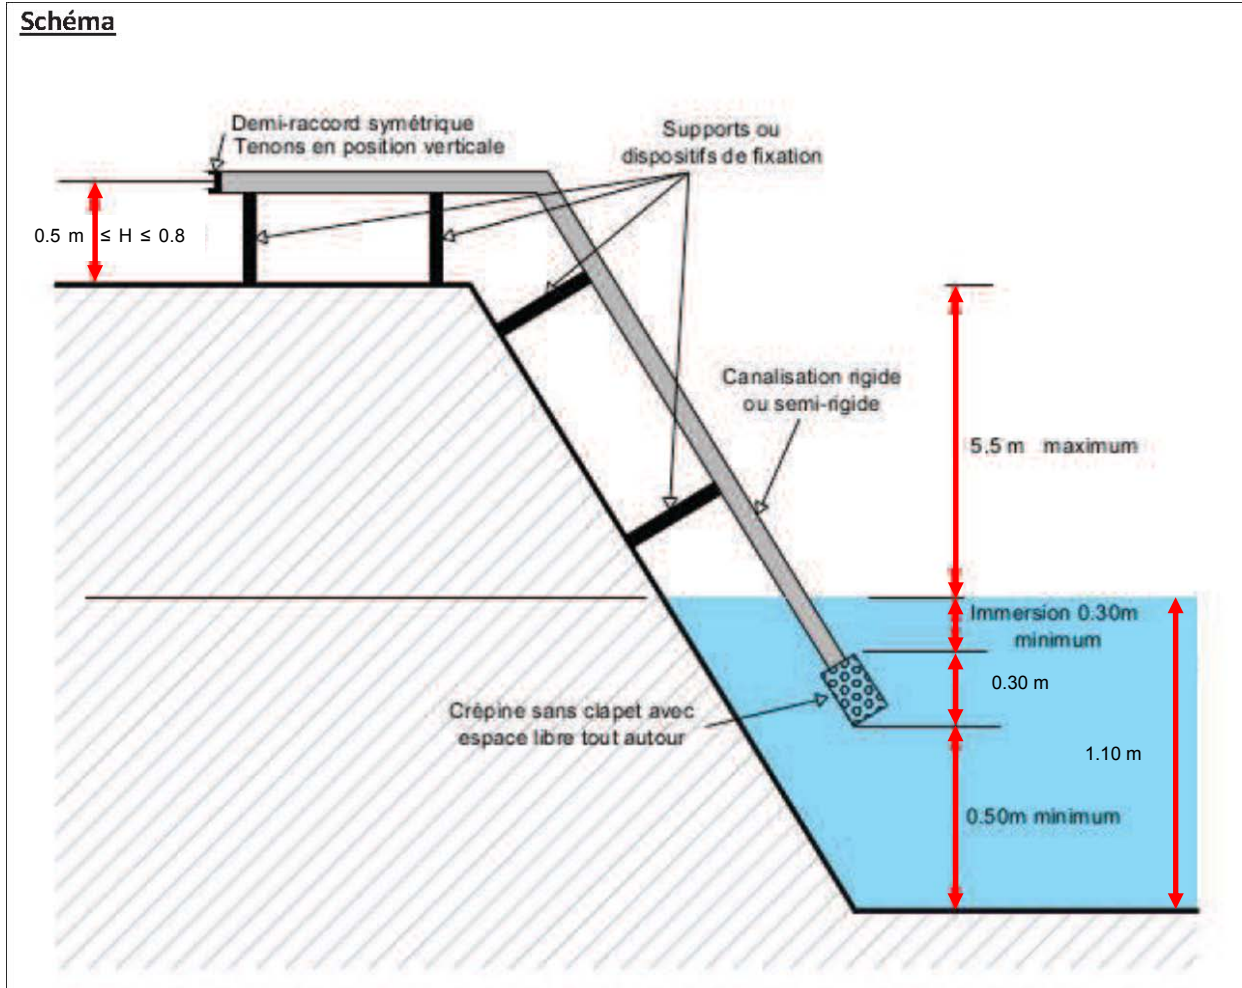 Schéma
Demi-raccord symétrique
Tenons en position verticale
Supports ou
dispositifs de fixation
0.5 m ≤ H ≤ 0.8
Canalisation rigide
ou semi-rigide
5.5 m maximum
Immersion 0.30m
minimum
0.30 m
Crépine sans clapet avec
espace libre tout autour
1.10 m
0.50m minimum